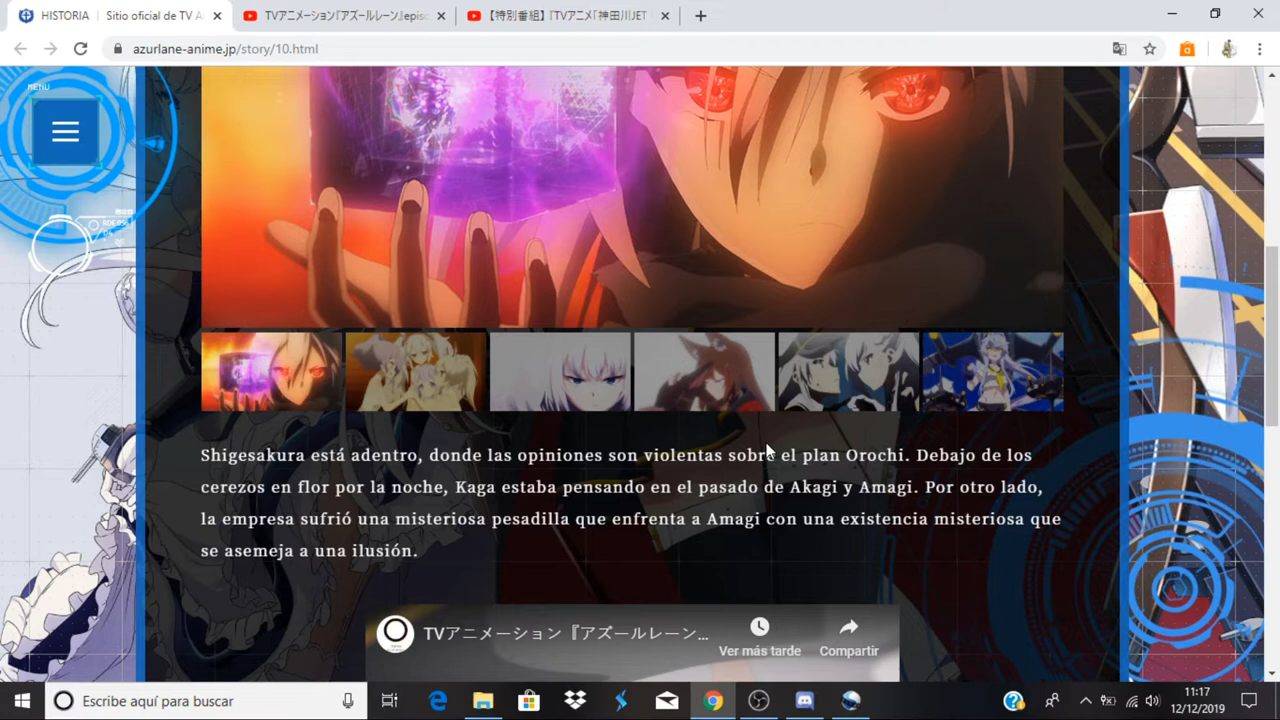 HISTORIA
Sitio oficial de TV A
TVアニメーション『アズールレーン』episo
【特別番組】『TVアニメ「神田川JET
azurlane-anime.jp/story/10.html
MENU
Shigesakura está adentro, donde las opiniones son violentas sobre el plan Orochi. Debajo de los
cerezos en flor por la noche, Kaga estaba pensando en el pasado de Akagi y Amagi. Por otro lado,
la empresa sufrió una misteriosa pesadilla que enfrenta a Amagi con una existencia misteriosa que
se asemeja a una ilusión.
TVアニメーション『アズールレーン...
Ver más tarde
Compartir
Escribe aquí para buscar
11:17
12/12/2019